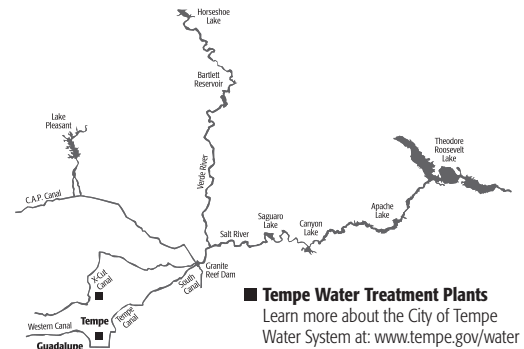 Horseshoe
Lake
Bartlett
Reservoir
Lake
Pleasant
Theodore
Roosevelt
Lake
Verde River
C.A.P. Canal
Apache
Lake
Saguaro
Lake
Canyon
Lake
Salt River
Granite
Reef Dam
X-Cut
Canal
South
Canal
Tempe
Canal
Western Canal
Tempe
Guadalupe
Tempe Water Treatment Plants
Learn more about the City of Tempe
Water System at: www.tempe.gov/water